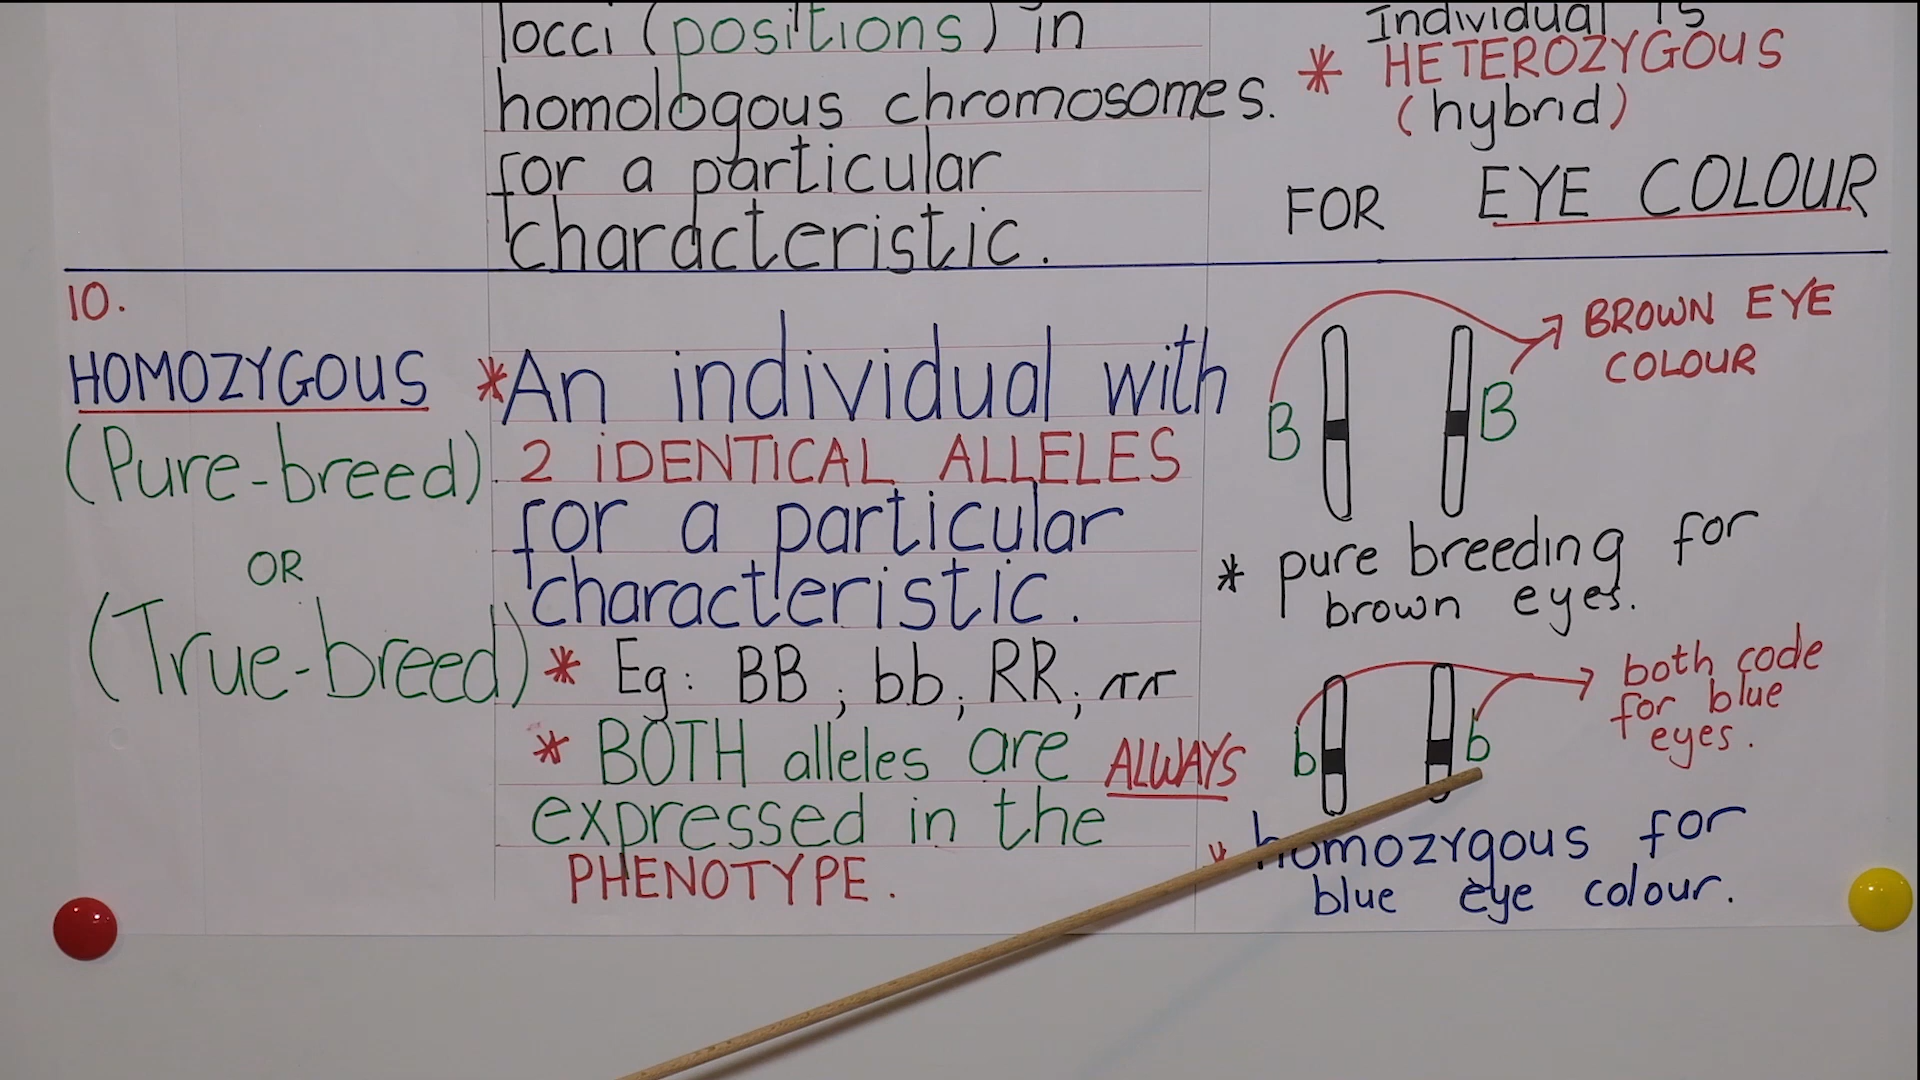 locci (positions) in
homologous chromosomes.
for a particular
characteristic.
Individual is
* HETEROZYGOUS
(hybrid)
FOR EYE COLOUR
10.
HOMOZYGOUS
(Pure-breed)
OR
(True-breed)
*An individual with
2 IDENTICAL ALLELES
for a particular
characteristic.
* Eg: BB ; bb; RR; rr
* BOTH alleles are ALWAYS
expressed in the
PHENOTYPE.
BROWN EYE
COLOUR
B B
* pure breeding for
brown eyes.
both code
for blue
eyes.
b b
* homozygous for
blue eye colour.